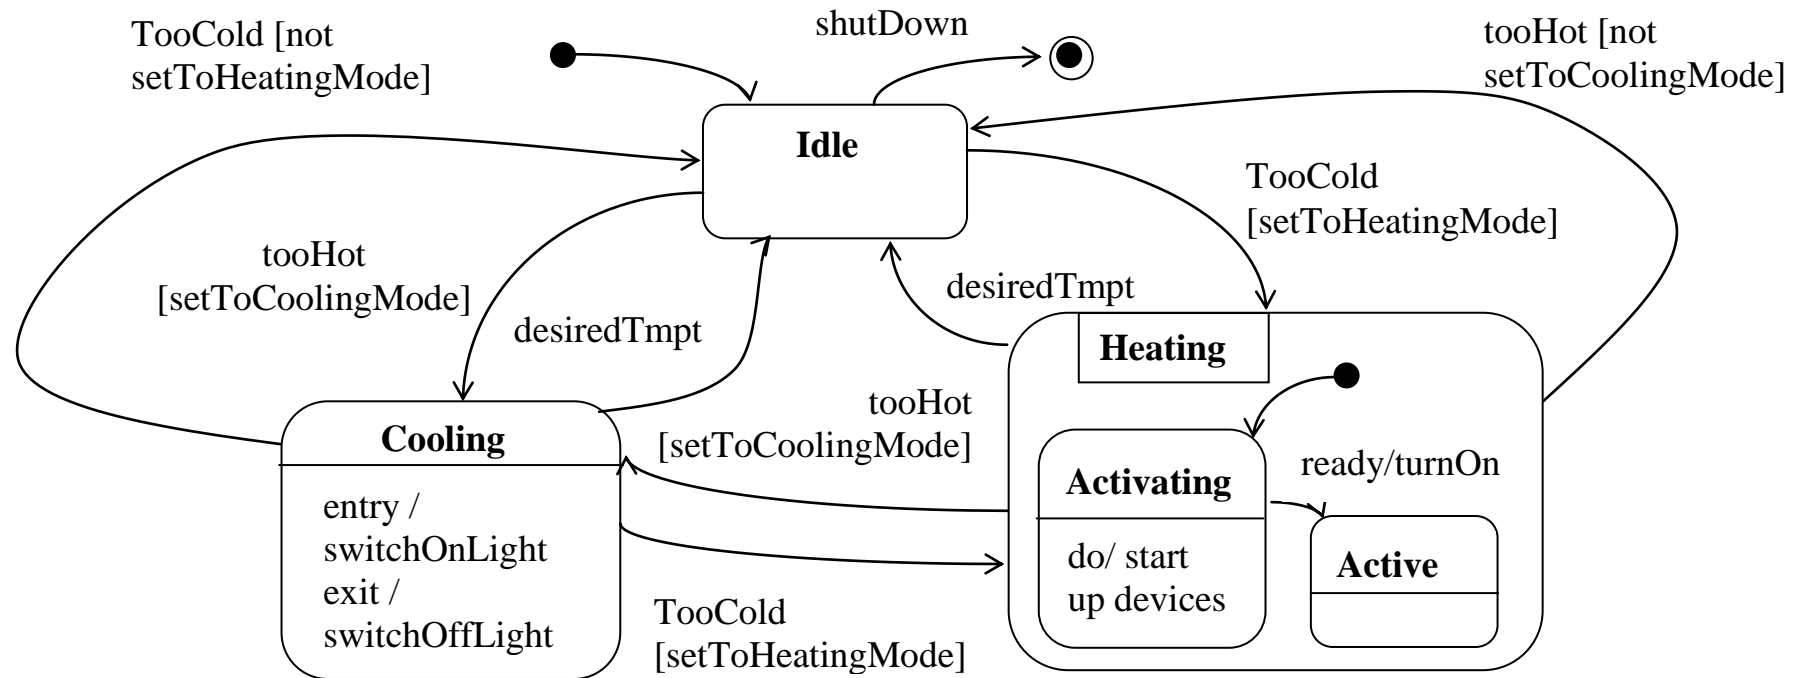 TooCold [not
setToHeatingMode]
shutDown
tooHot [not
setToCoolingMode]
Idle
TooCold
[setToHeatingMode]
tooHot
[setToCoolingMode]
desiredTmpt
desiredTmpt
Heating
tooHot
[setToCoolingMode]
Cooling
entry /
switchOnLight
exit /
switchOffLight
Activating
do/ start
up devices
ready/turnOn
Active
TooCold
[setToHeatingMode]